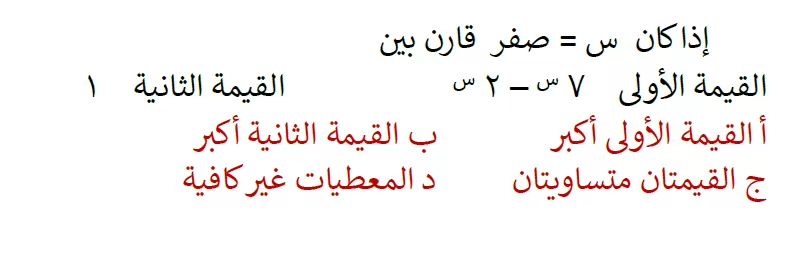 إذا كان س = صفر قارن بين
القيمة الأولى ٧ س – ٢ س القيمة الثانية ١
أ القيمة الأولى أكبر ب القيمة الثانية أكبر
ج القيمتان متساويتان د المعطيات غير كافية